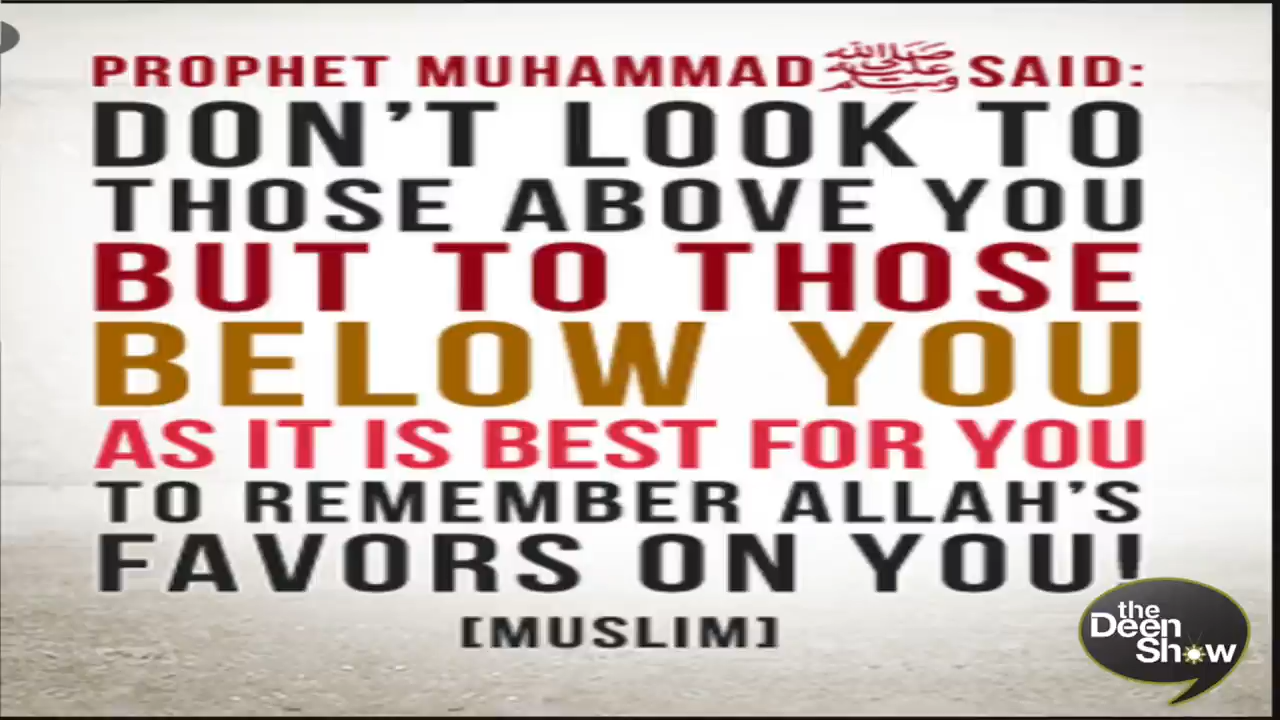 PROPHET MUHAMMAD ﷺ SAID:
DON'T LOOK TO
THOSE ABOVE YOU
BUT TO THOSE
BELOW YOU
AS IT IS BEST FOR YOU
TO REMEMBER ALLAH'S
FAVORS ON YOU!
[MUSLIM]
the
Deen
Show